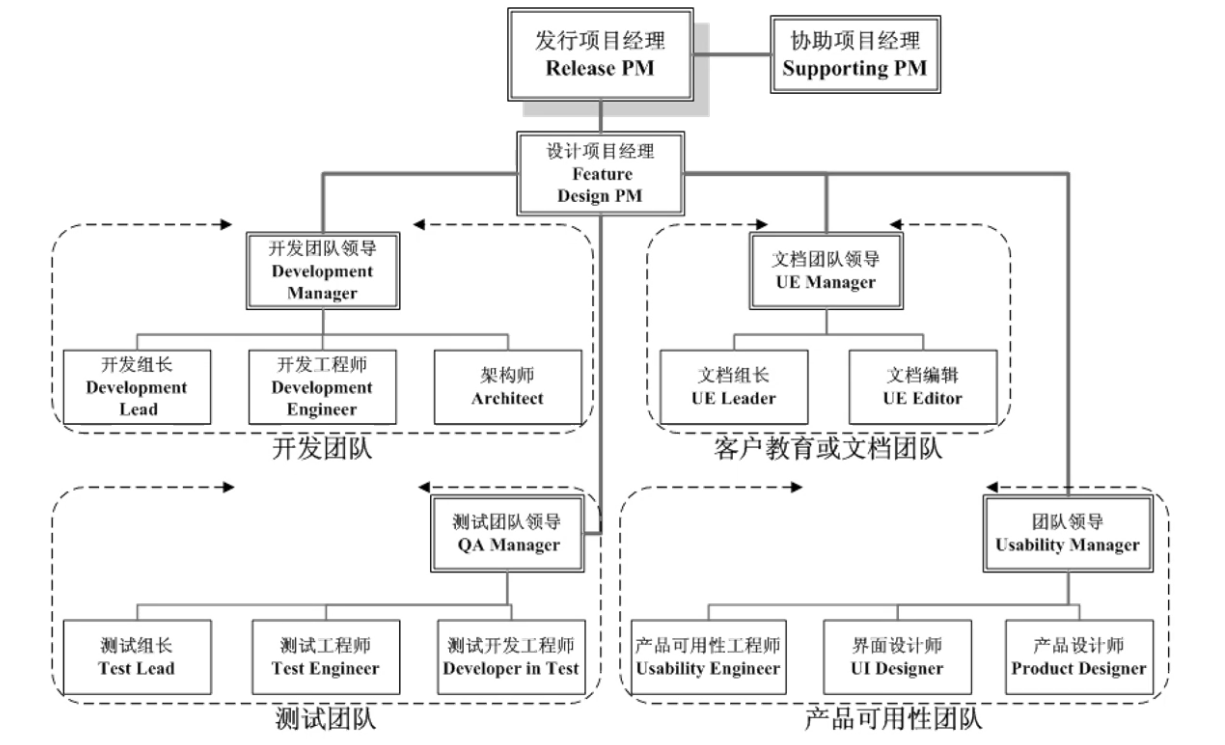 发行项目经理
Release PM
协助项目经理
Supporting PM
设计项目经理
Feature
Design PM
开发团队领导
Development
Manager
开发组长
Development
Lead
开发工程师
Development
Engineer
架构师
Architect
开发团队
文档团队领导
UE Manager
文档组长
UE Leader
文档编辑
UE Editor
客户教育或文档团队
测试团队领导
QA Manager
测试组长
Test Lead
测试工程师
Test Engineer
测试开发工程师
Developer in Test
测试团队
团队领导
Usability Manager
产品可用性工程师
Usability Engineer
界面设计师
UI Designer
产品设计师
Product Designer
产品可用性团队